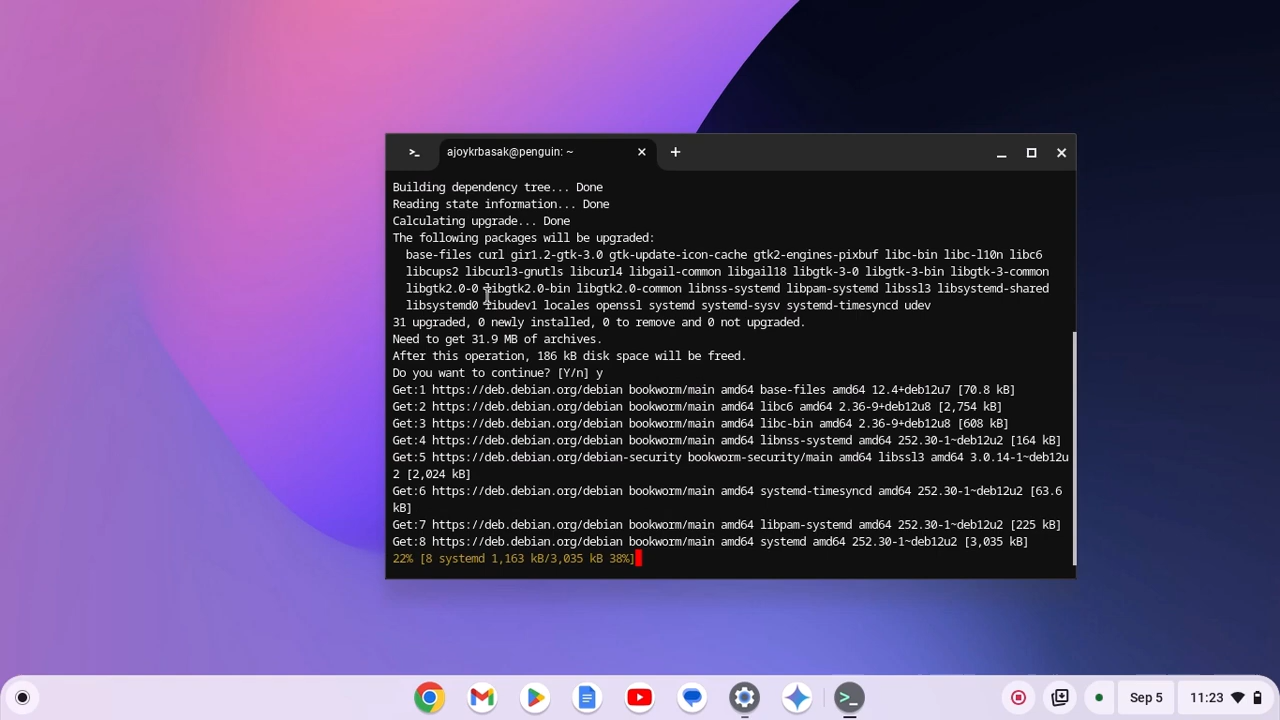 ajoykrbasak@penguin: ~
Building dependency tree... Done
Reading state information... Done
Calculating upgrade... Done
The following packages will be upgraded:
base-files curl gir1.2-gtk-3.0 gtk-update-icon-cache gtk2-engines-pixbuf libc-bin libc-l10n libc6
libcups2 libcurl3-gnutls libcurl4 libgail-common libgail18 libgtk-3-0 libgtk-3-bin libgtk-3-common
libgtk2.0-0 libgtk2.0-bin libgtk2.0-common libnss-systemd libpam-systemd libssl3 libsystemd-shared
libsystemd0 libudev1 locales openssl systemd systemd-sysv systemd-timesyncd udev
31 upgraded, 0 newly installed, 0 to remove and 0 not upgraded.
Need to get 31.9 MB of archives.
After this operation, 186 kB disk space will be freed.
Do you want to continue? [Y/n] y
Get:1 https://deb.debian.org/debian bookworm/main amd64 base-files amd64 12.4+deb12u7 [70.8 kB]
Get:2 https://deb.debian.org/debian bookworm/main amd64 libc6 amd64 2.36-9+deb12u8 [2,754 kB]
Get:3 https://deb.debian.org/debian bookworm/main amd64 libc-bin amd64 2.36-9+deb12u8 [608 kB]
Get:4 https://deb.debian.org/debian bookworm/main amd64 libnss-systemd amd64 252.30-1~deb12u2 [164 kB]
Get:5 https://deb.debian.org/debian-security bookworm-security/main amd64 libssl3 amd64 3.0.14-1~deb12u
2 [2,024 kB]
Get:6 https://deb.debian.org/debian bookworm/main amd64 systemd-timesyncd amd64 252.30-1~deb12u2 [63.6
kB]
Get:7 https://deb.debian.org/debian bookworm/main amd64 libpam-systemd amd64 252.30-1~deb12u2 [225 kB]
Get:8 https://deb.debian.org/debian bookworm/main amd64 systemd amd64 252.30-1~deb12u2 [3,035 kB]
22% [8 systemd 1,163 kB/3,035 kB 38%]
Sep 5
11:23